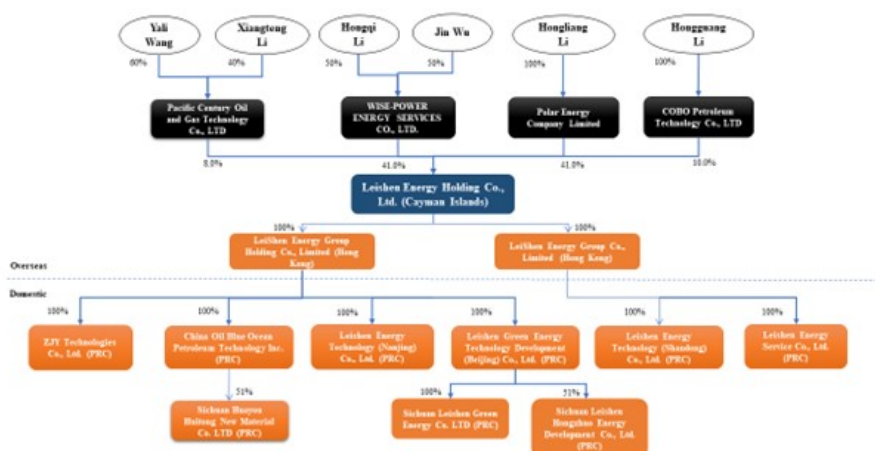 Yali
Wang
Xiangteng
Li
Hongqi
Li
Jin Wu
Hongliang
Li
Hongguang
Li
60%
40%
50%
50%
100%
100%
Pacific Century Oil
and Gas Technology
Co., LTD
WISE-POWER
ENERGY SERVICES
CO., LTD.
Polar Energy
Company Limited
COBO Petroleum
Technology Co., LTD
8.0%
41.0%
41.0%
10.0%
Leishen Energy Holding Co.,
Ltd. (Cayman Islands)
100%
100%
LeiShen Energy Group
Holding Co., Limited (Hong
Kong)
LeiShen Energy Group Co.,
Limited (Hong Kong)
Overseas
Domestic
100%
100%
100%
100%
100%
100%
ZJY Technologies
Co., Ltd. (PRC)
China Oil Blue Ocean
Petroleum Technology Inc.
(PRC)
Leishen Energy
Technology (Nanjing)
Co., Ltd. (PRC)
Leishen Green Energy
Technology Development
(Beijing) Co., Ltd. (PRC)
Leishen Energy
Technology (Shandong)
Co., Ltd. (PRC)
Leishen Energy
Service Co., Ltd.
(PRC)
51%
100%
51%
Sichuan Huayou
Huitong New Material
Co. LTD (PRC)
Sichuan Leishen Green
Energy Co. LTD (PRC)
Sichuan Leishen
Energy
Development Co., Ltd.
(PRC)